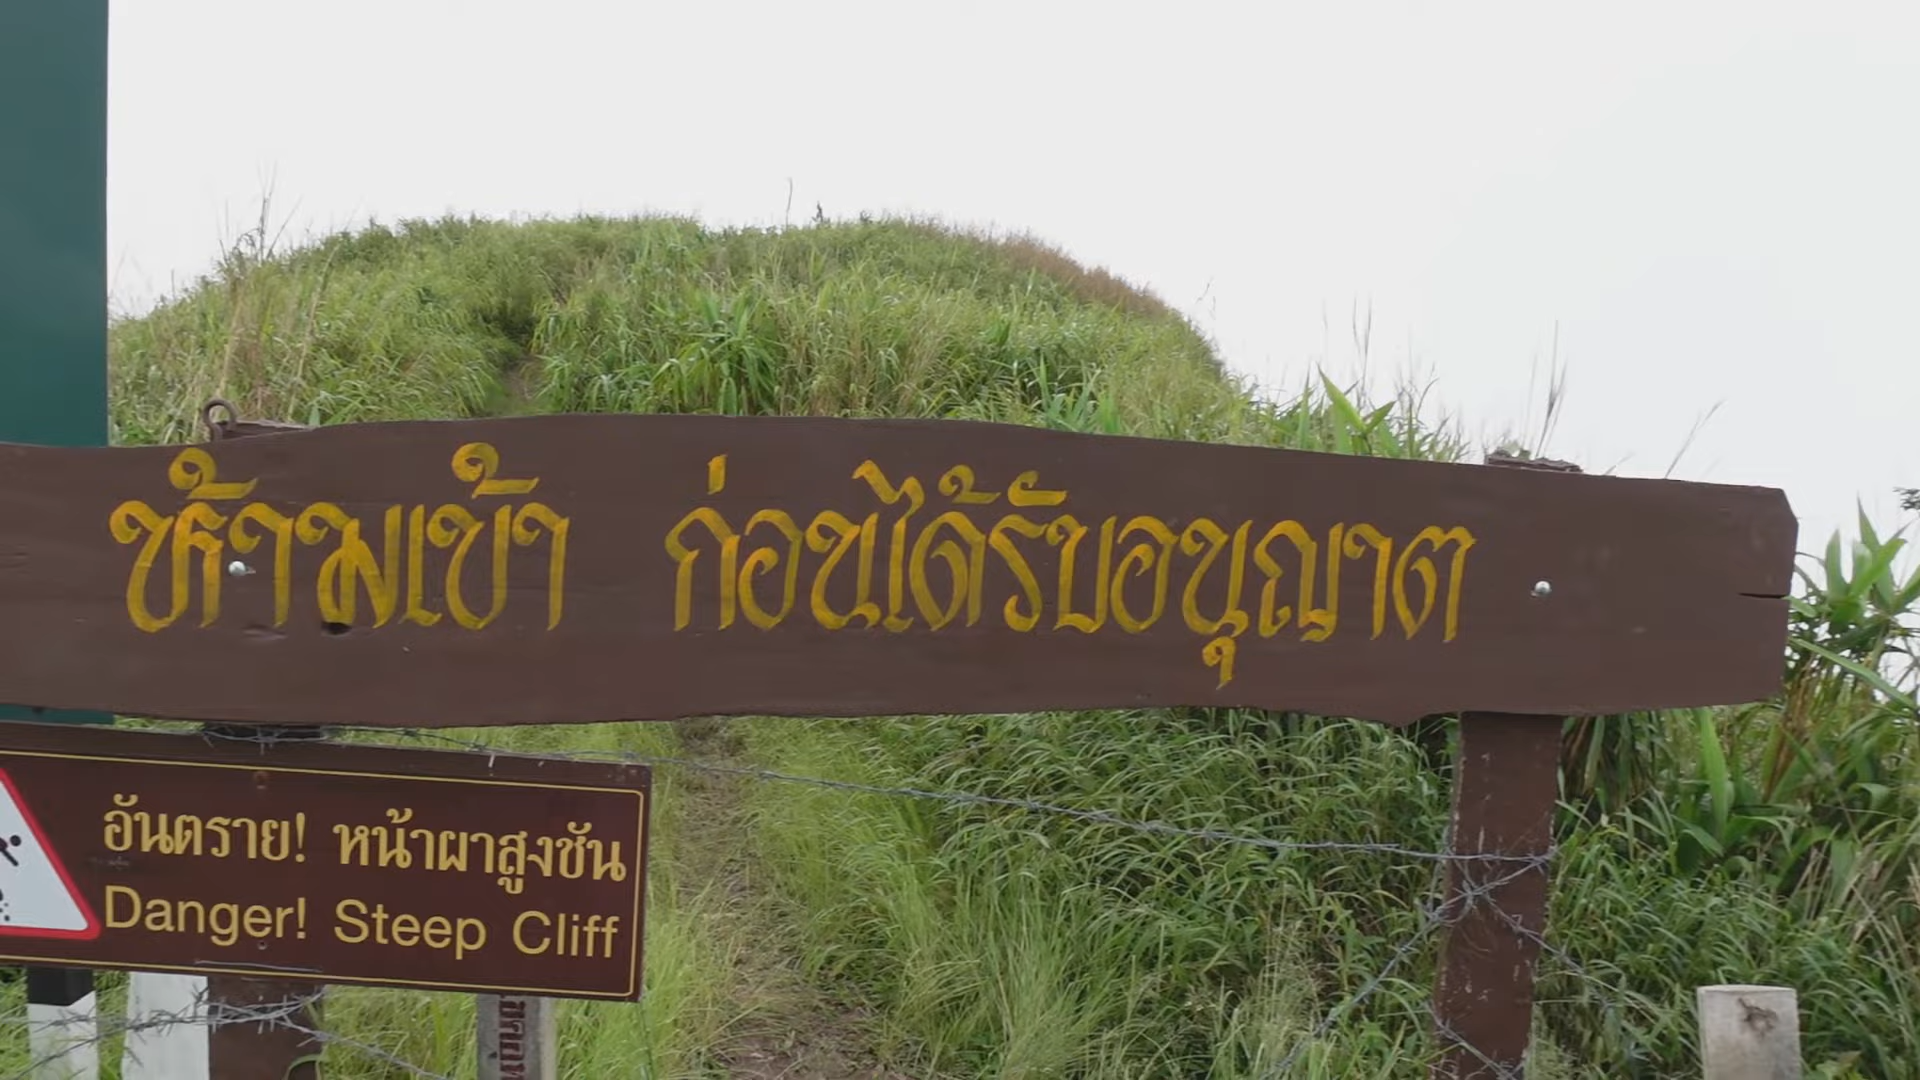 ห้ามเข้า ก่อนได้รับอนุญาต
อันตราย! หน้าผาสูงชัน
Danger! Steep Cliff